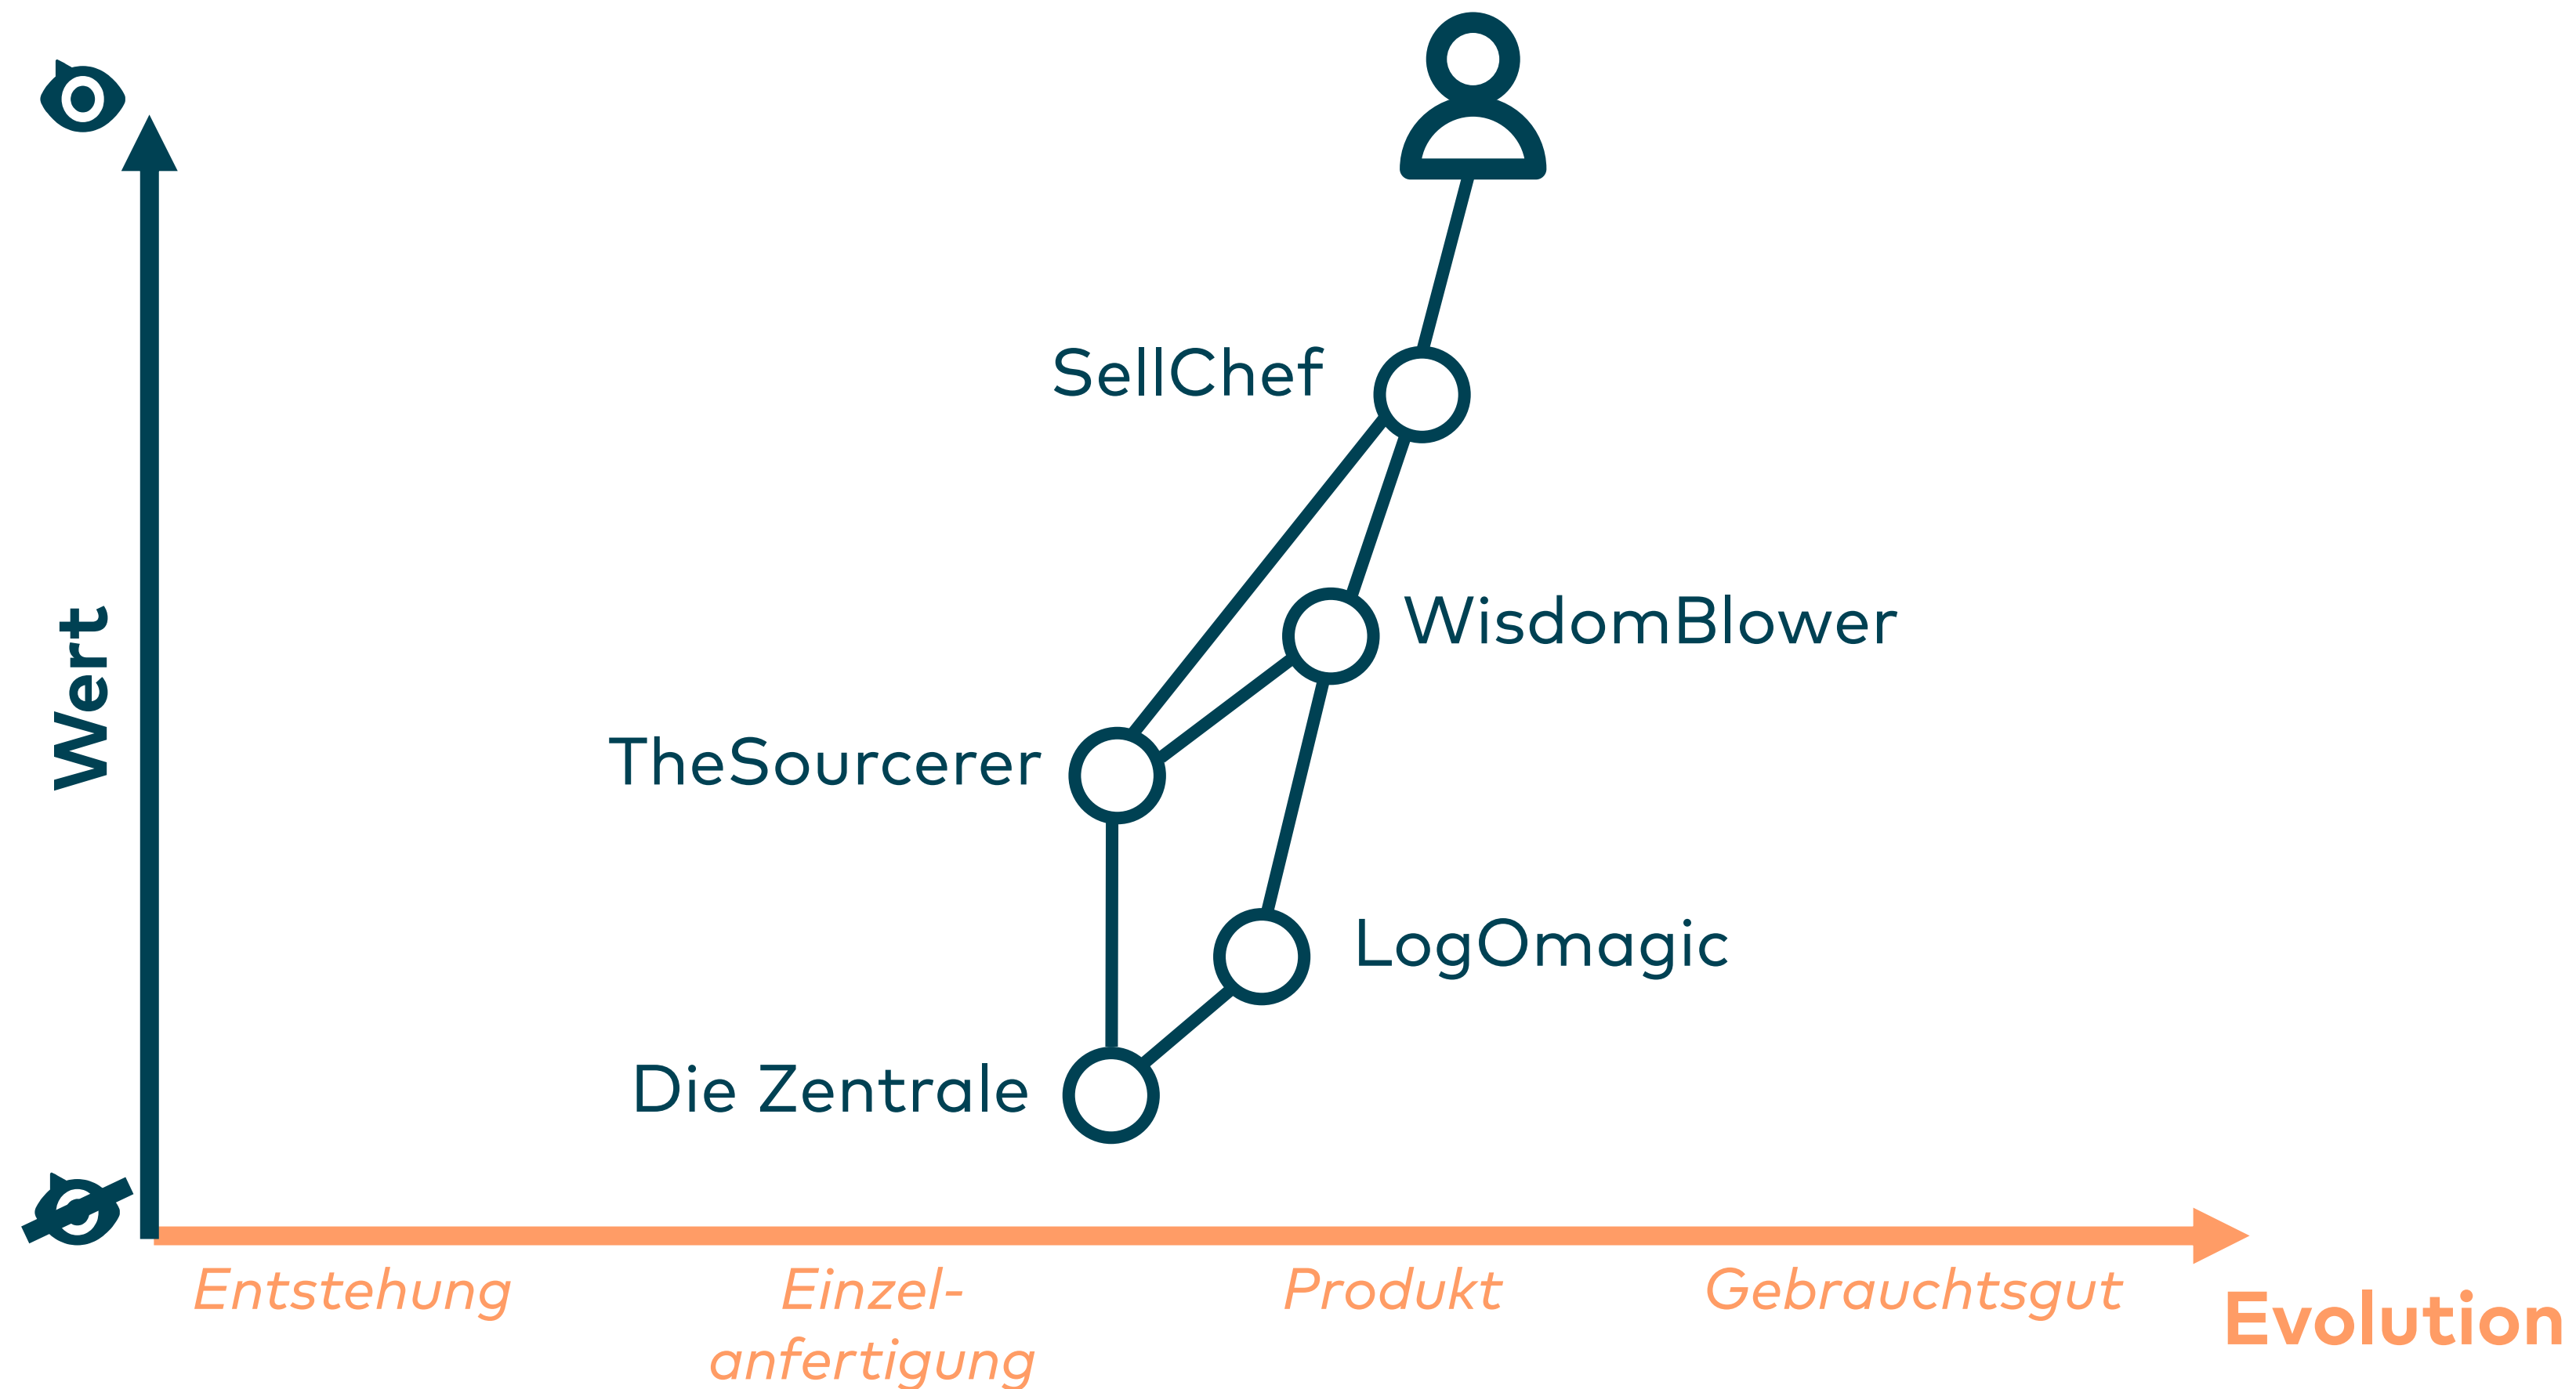 SellChef
WisdomBlower
Wert
TheSourcerer
LogOmagic
Die Zentrale
Entstehung
Einzel-
anfertigung
Produkt
Gebrauchtsgut
Evolution